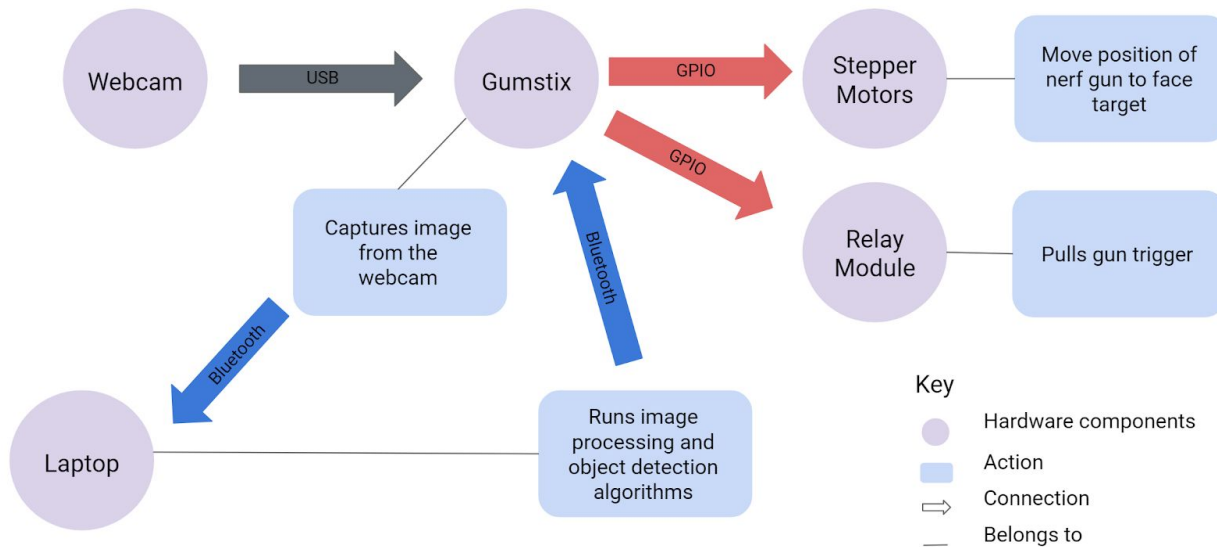 Webcam
USB
Gumstix
GPIO
Stepper
Motors
Move position of
nerf gun to face
target
GPIO
Captures image
from the
webcam
Bluetooth
Relay
Module
Pulls gun trigger
Bluetooth
Laptop
Runs image
processing and
object detection
algorithms
Key
Hardware components
Action
Connection
Belongs to